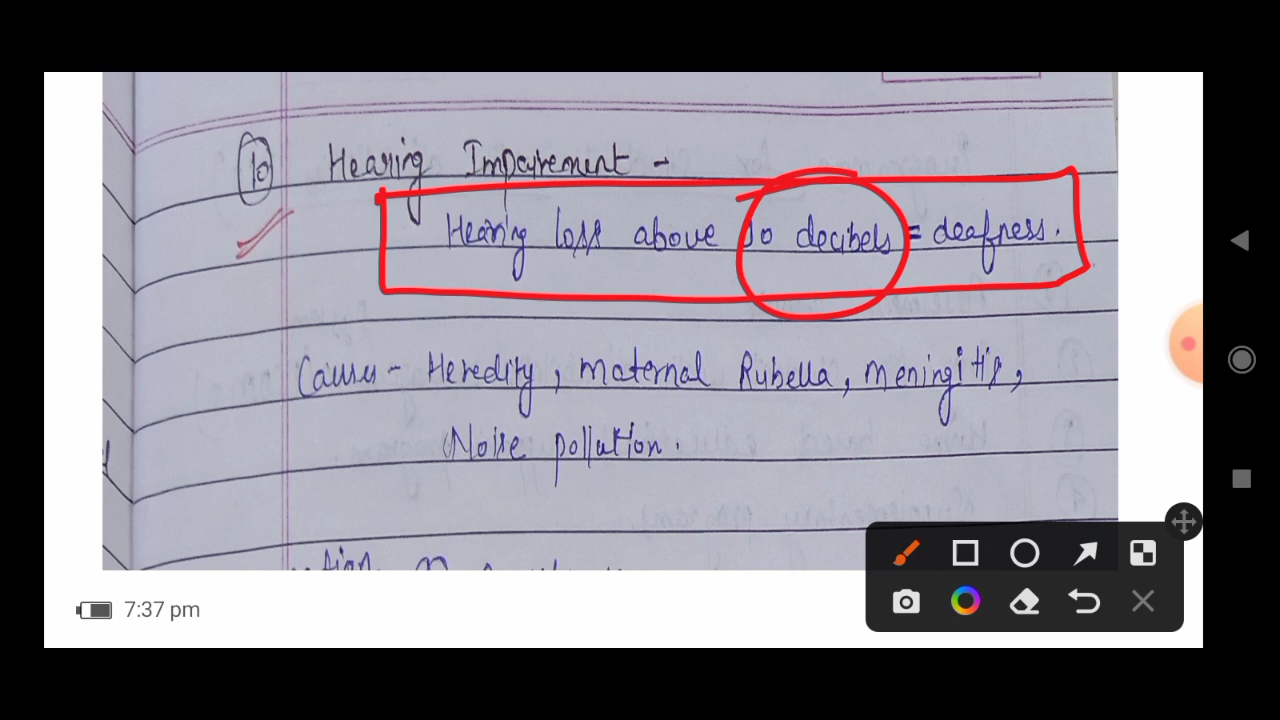 10 Hearing Impairement -
Hearing loss above decibels = deafness.
Causes - Heredity, maternal Rubella, meningitis,
Noise pollution.
7:37 pm